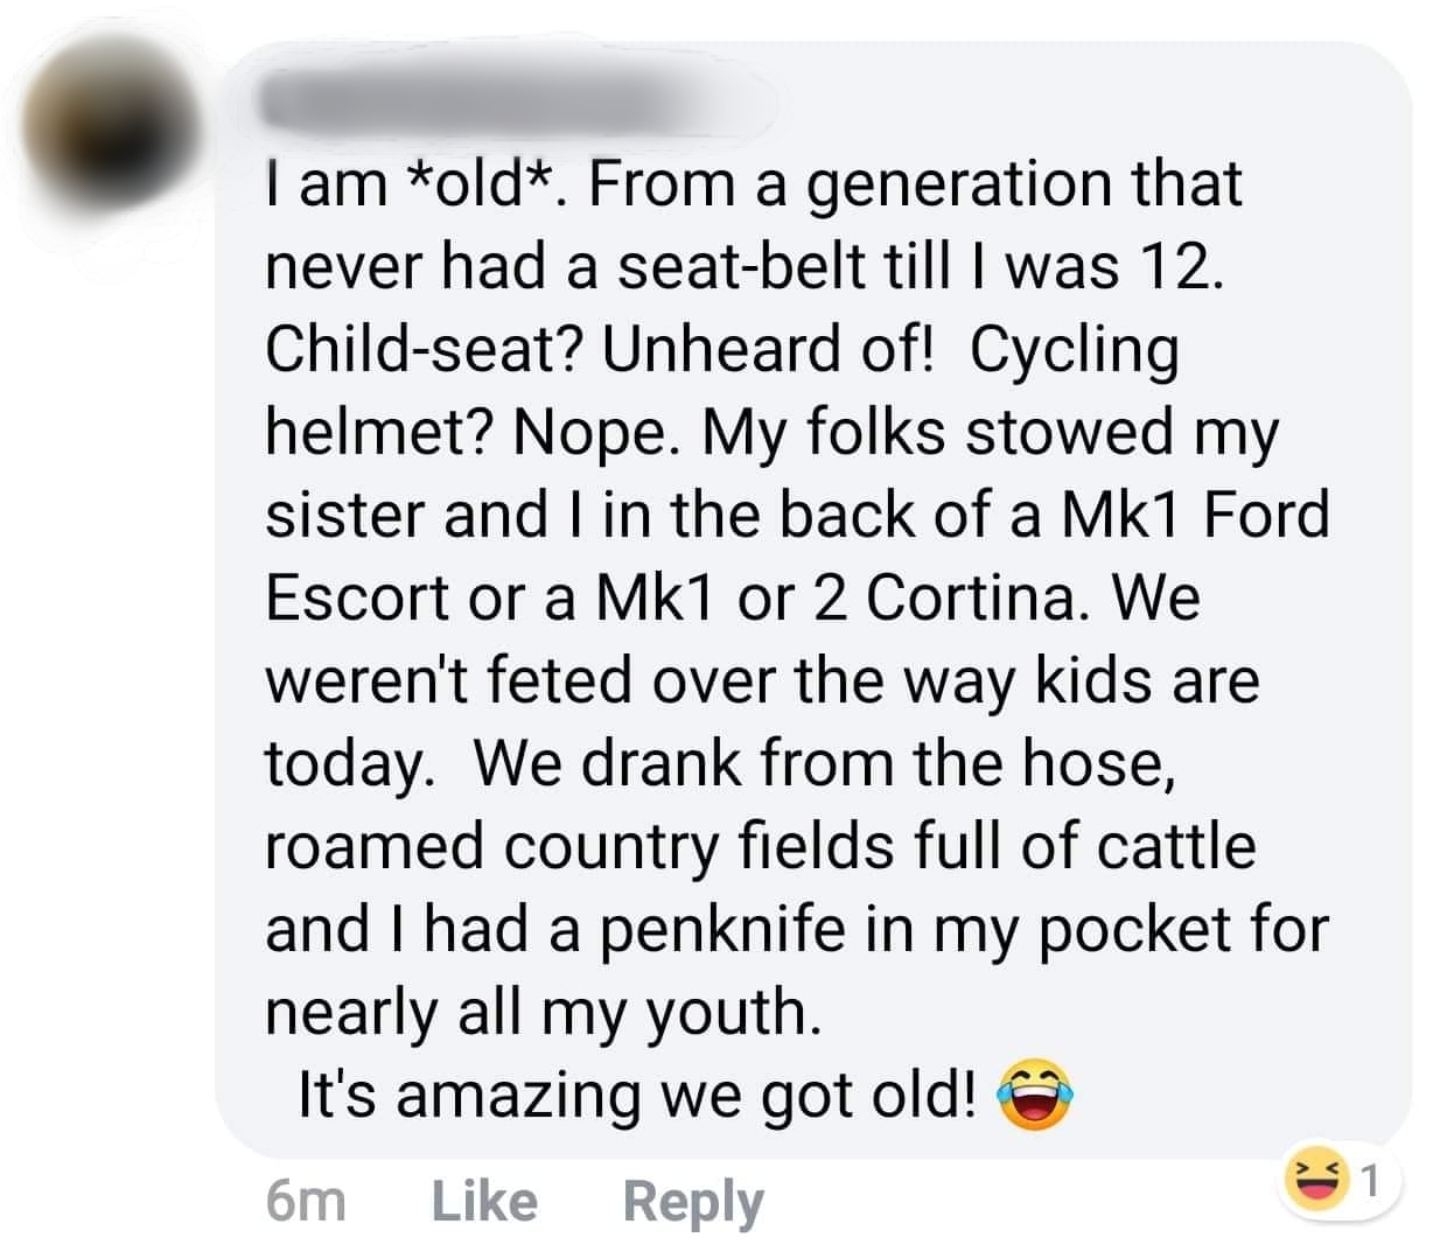 I am *old*. From a generation that
never had a seat-belt till I was 12.
Child-seat? Unheard of!  Cycling
helmet? Nope. My folks stowed my
sister and I in the back of a Mk1 Ford
Escort or a Mk1 or 2 Cortina. We
weren't feted over the way kids are
today.  We drank from the hose,
roamed country fields full of cattle
and I had a penknife in my pocket for
nearly all my youth.
It's amazing we got old! 😂
6m Like Reply 😆 1